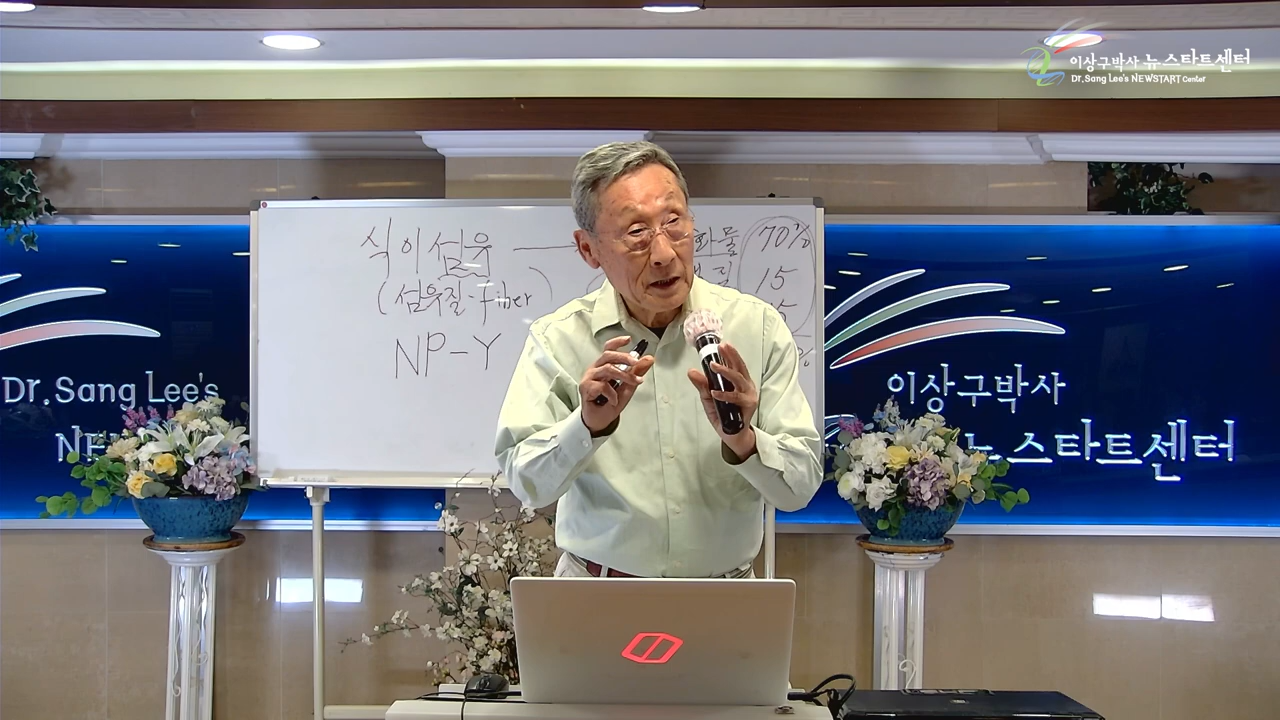 이상구박사 뉴스타트센터
Dr. Sang Lee's NEWSTART Center
식이섬유 — 화물 70%
(섬유질·fiber) 15
NP-Y %
Dr. Sang Lee's
이상구박사
뉴스타트센터